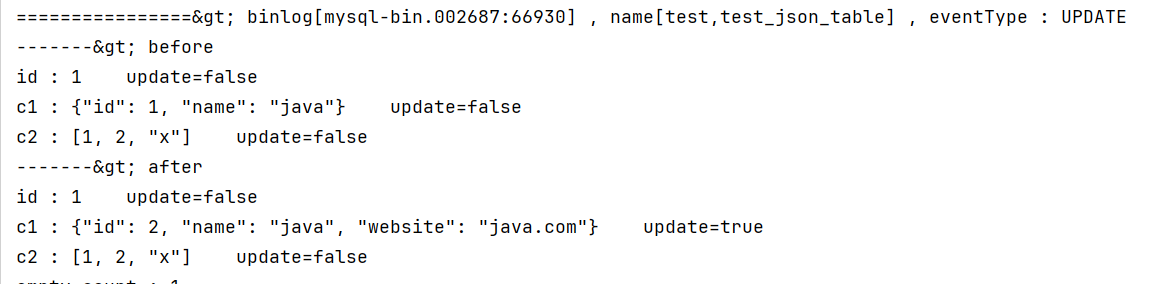 ================&gt; binlog[mysql-bin.002687:66930] , name[test,test_json_table] , eventType : UPDATE
-------&gt; before
id : 1    update=false
c1 : {"id": 1, "name": "java"}    update=false
c2 : [1, 2, "x"]    update=false
-------&gt; after
id : 1    update=false
c1 : {"id": 2, "name": "java", "website": "java.com"}    update=true
c2 : [1, 2, "x"]    update=false